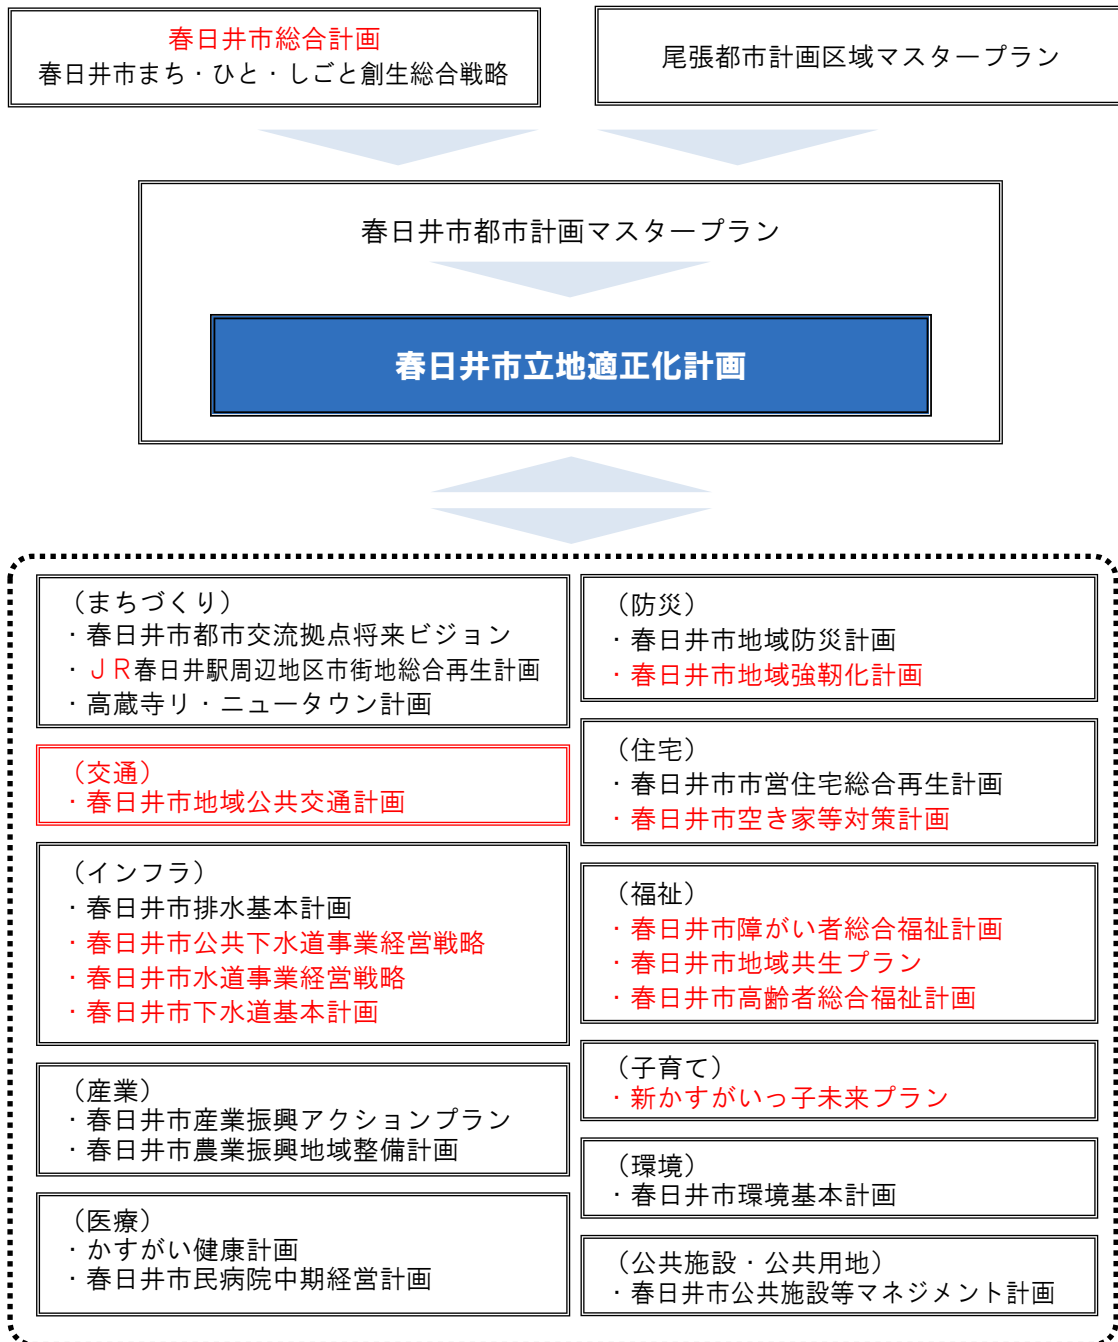 春日井市総合計画
春日井市まち・ひと・しごと創生総合戦略
尾張都市計画区域マスタープラン
春日井市都市計画マスタープラン
春日井市立地適正化計画
（まちづくり）
・春日井市都市交流拠点将来ビジョン
・ＪＲ春日井駅周辺地区市街地総合再生計画
・高蔵寺リ・ニュータウン計画
（交通）
・春日井市地域公共交通計画
（インフラ）
・春日井市排水基本計画
・春日井市公共下水道事業経営戦略
・春日井市水道事業経営戦略
・春日井市下水道基本計画
（産業）
・春日井市産業振興アクションプラン
・春日井市農業振興地域整備計画
（医療）
・かすがい健康計画
・春日井市民病院中期経営計画
（防災）
・春日井市地域防災計画
・春日井市地域強靭化計画
（住宅）
・春日井市市営住宅総合再生計画
・春日井市空き家等対策計画
（福祉）
・春日井市障がい者総合福祉計画
・春日井市地域共生プラン
・春日井市高齢者総合福祉計画
（子育て）
・新かすがいっ子未来プラン
（環境）
・春日井市環境基本計画
（公共施設・公共用地）
・春日井市公共施設等マネジメント計画